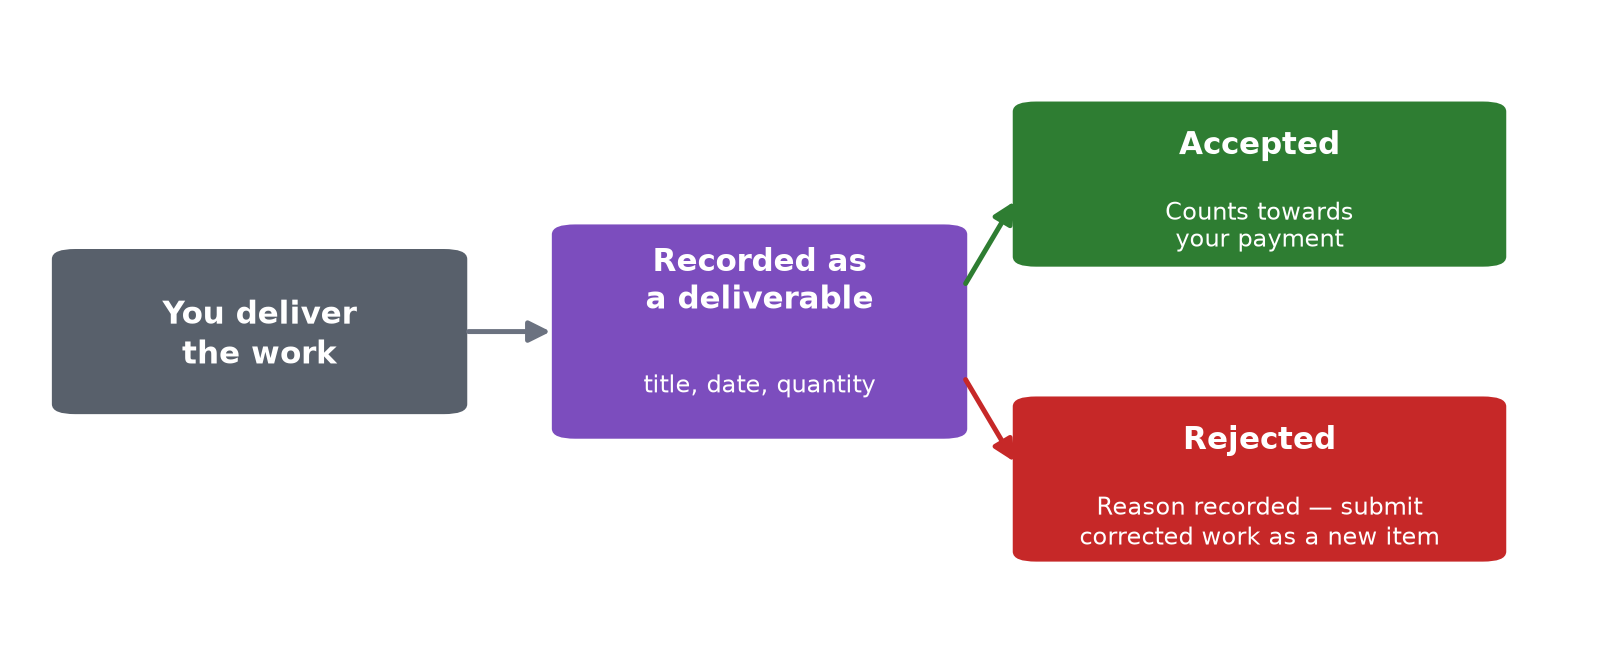 You deliver
the work
Recorded as
a deliverable
title, date, quantity
Accepted
Counts towards
your payment
Rejected
Reason recorded — submit
corrected work as a new item